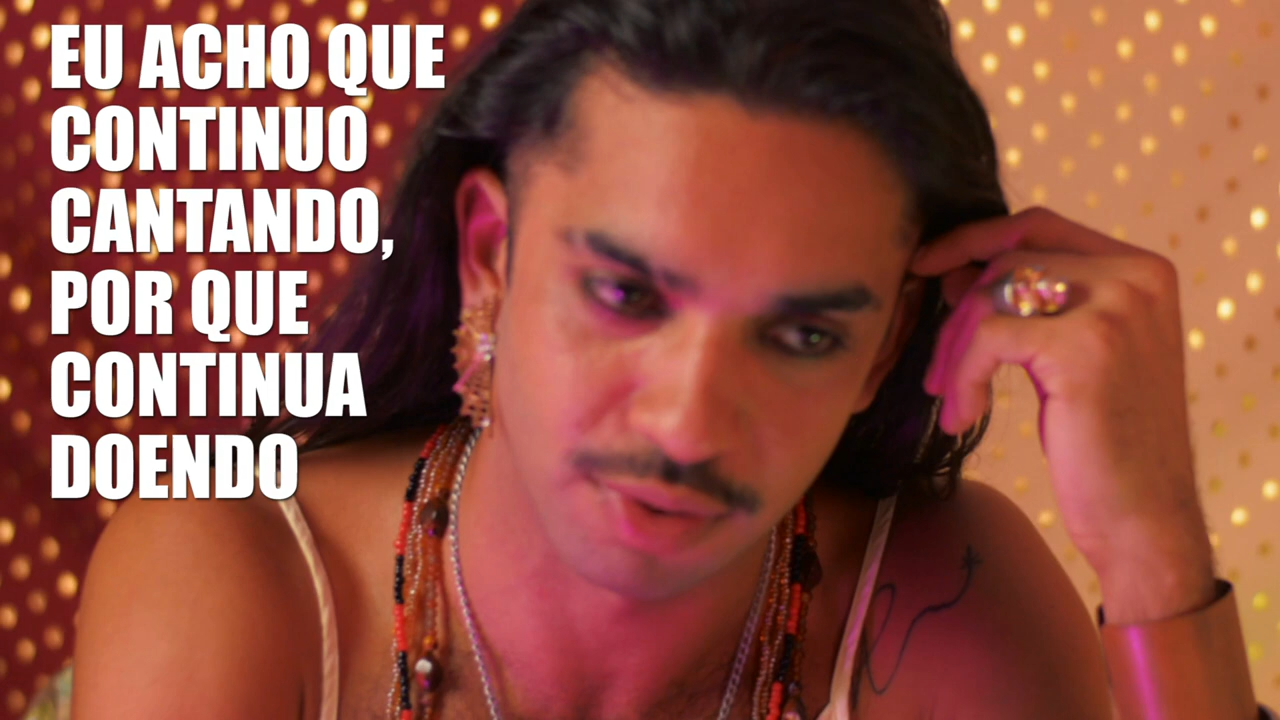 EU ACHO QUE
CONTINUO
CANTANDO,
POR QUE
CONTINUA
DOENDO